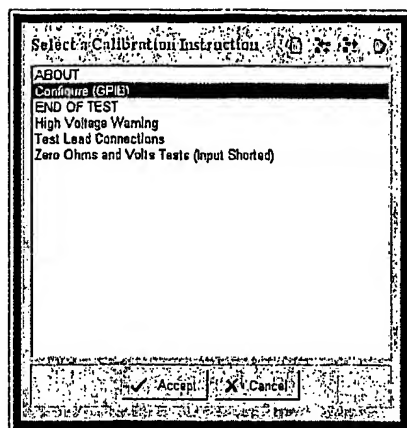 Select a Calibration Instruction
ABOUT
Configure (GPIB)
END OF TEST
High Voltage Warning
Test Lead Connections
Zero Ohms and Volts Tests (Input Shorted)
Accept
Cancel